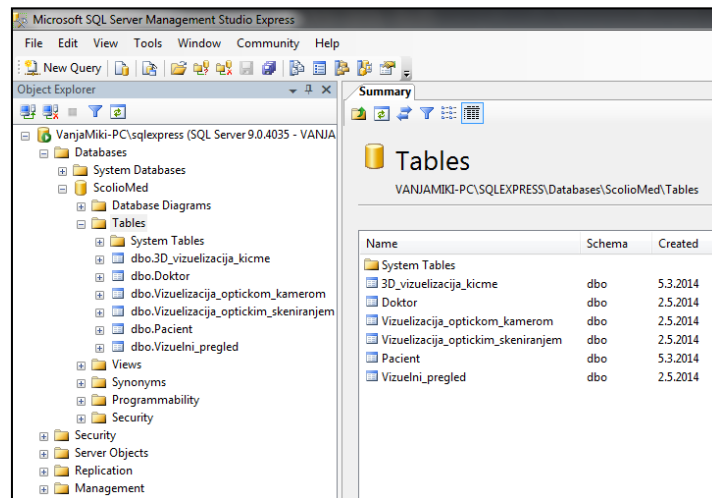 Microsoft SQL Server Management Studio Express
File Edit View Tools Window Community Help
New Query
Object Explorer
VanjaMiki-PC\sqlexpress (SQL Server 9.0.4035 - VANJA
Databases
System Databases
ScolioMed
Database Diagrams
Tables
System Tables
dbo.3D_vizuelizacija_kicme
dbo.Doktor
dbo.Vizuelizacija_optickom_kamerom
dbo.Vizuelizacija_optickim_skeniranjem
dbo.Pacient
dbo.Vizuelni_pregled
Views
Synonyms
Programmability
Security
Security
Server Objects
Replication
Management
Summary
Tables
VANJAMIKI-PC\SQLEXPRESS\Databases\ScolioMed\Tables
Name Schema Created
System Tables
3D_vizuelizacija_kicme dbo 5.3.2014
Doktor dbo 2.5.2014
Vizuelizacija_optickom_kamerom dbo 2.5.2014
Vizuelizacija_optickim_skeniranjem dbo 2.5.2014
Pacient dbo 5.3.2014
Vizuelni_pregled dbo 2.5.2014